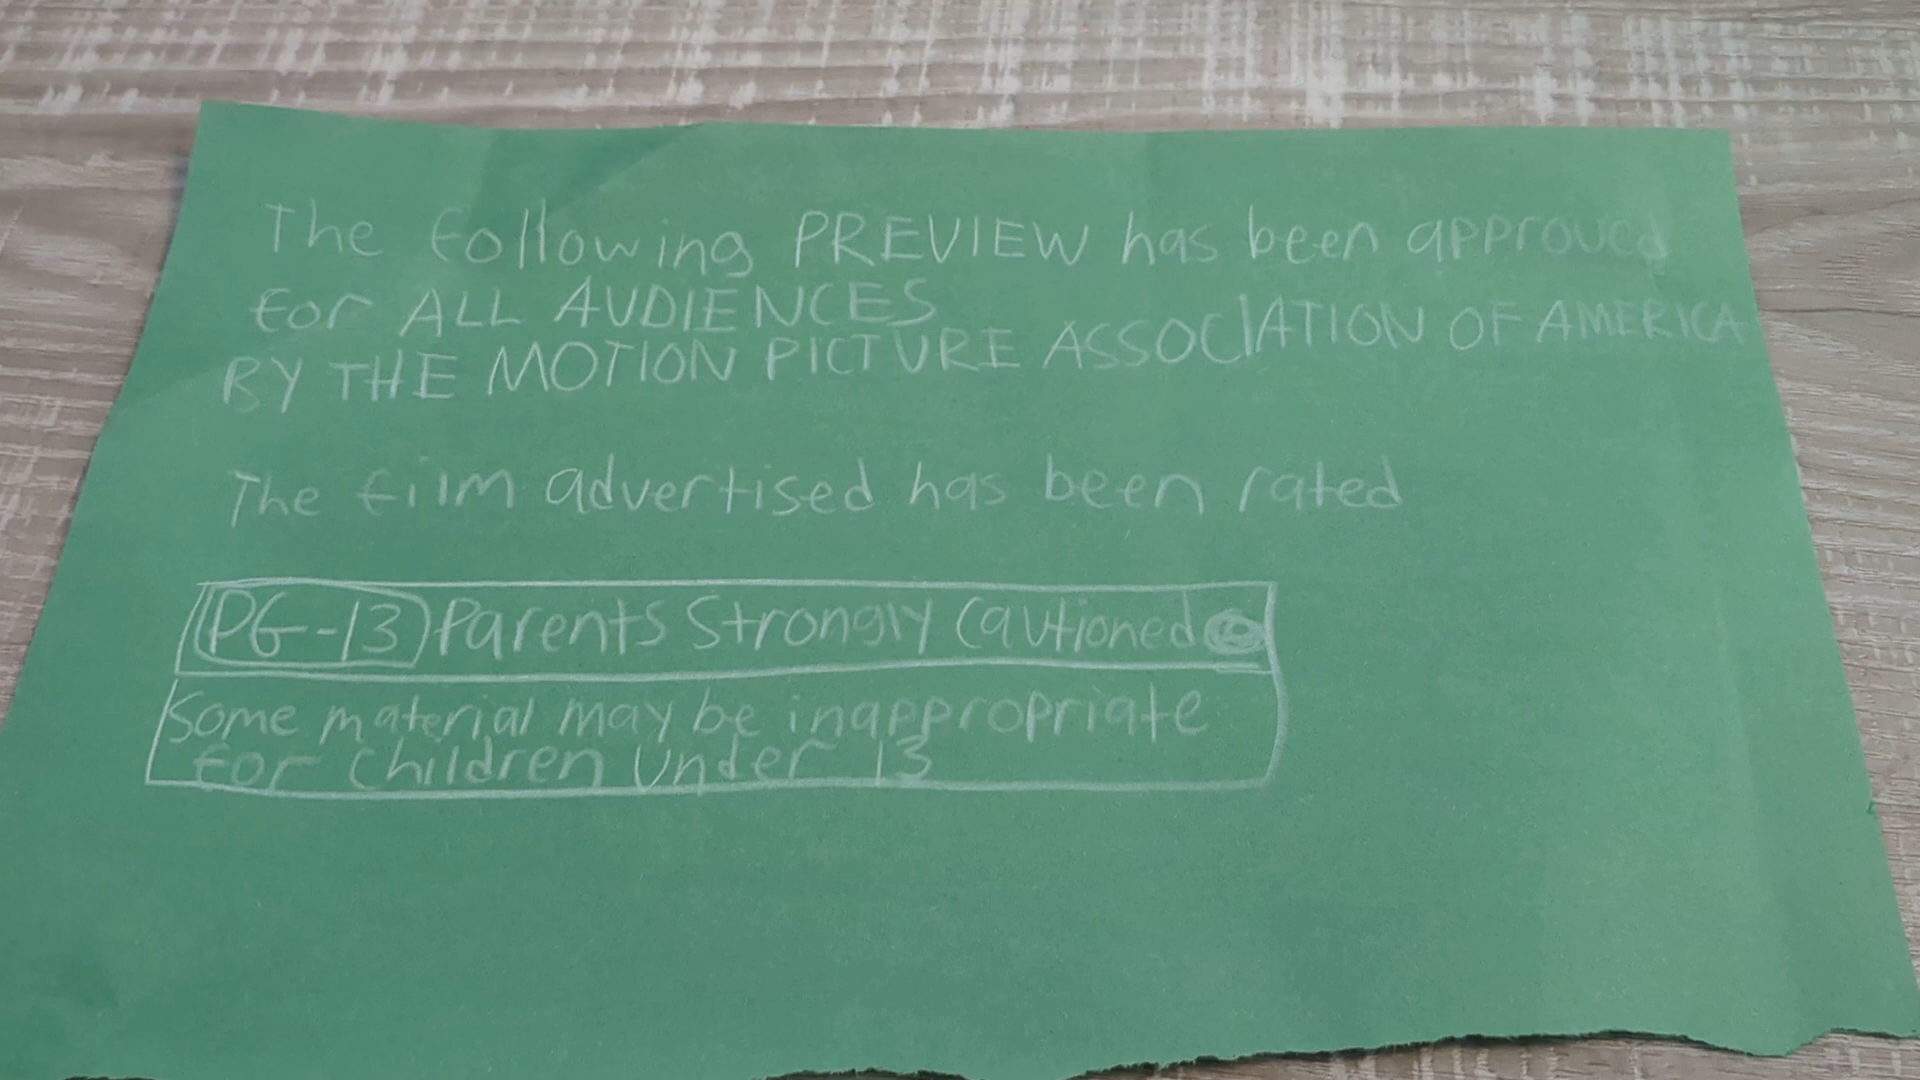 The following PREVIEW has been approved
for ALL AUDIENCES
BY THE MOTION PICTURE ASSOCIATION OF AMERICA
The film advertised has been rated
PG-13 Parents Strongly Cautioned
Some material may be inappropriate
for children under 13